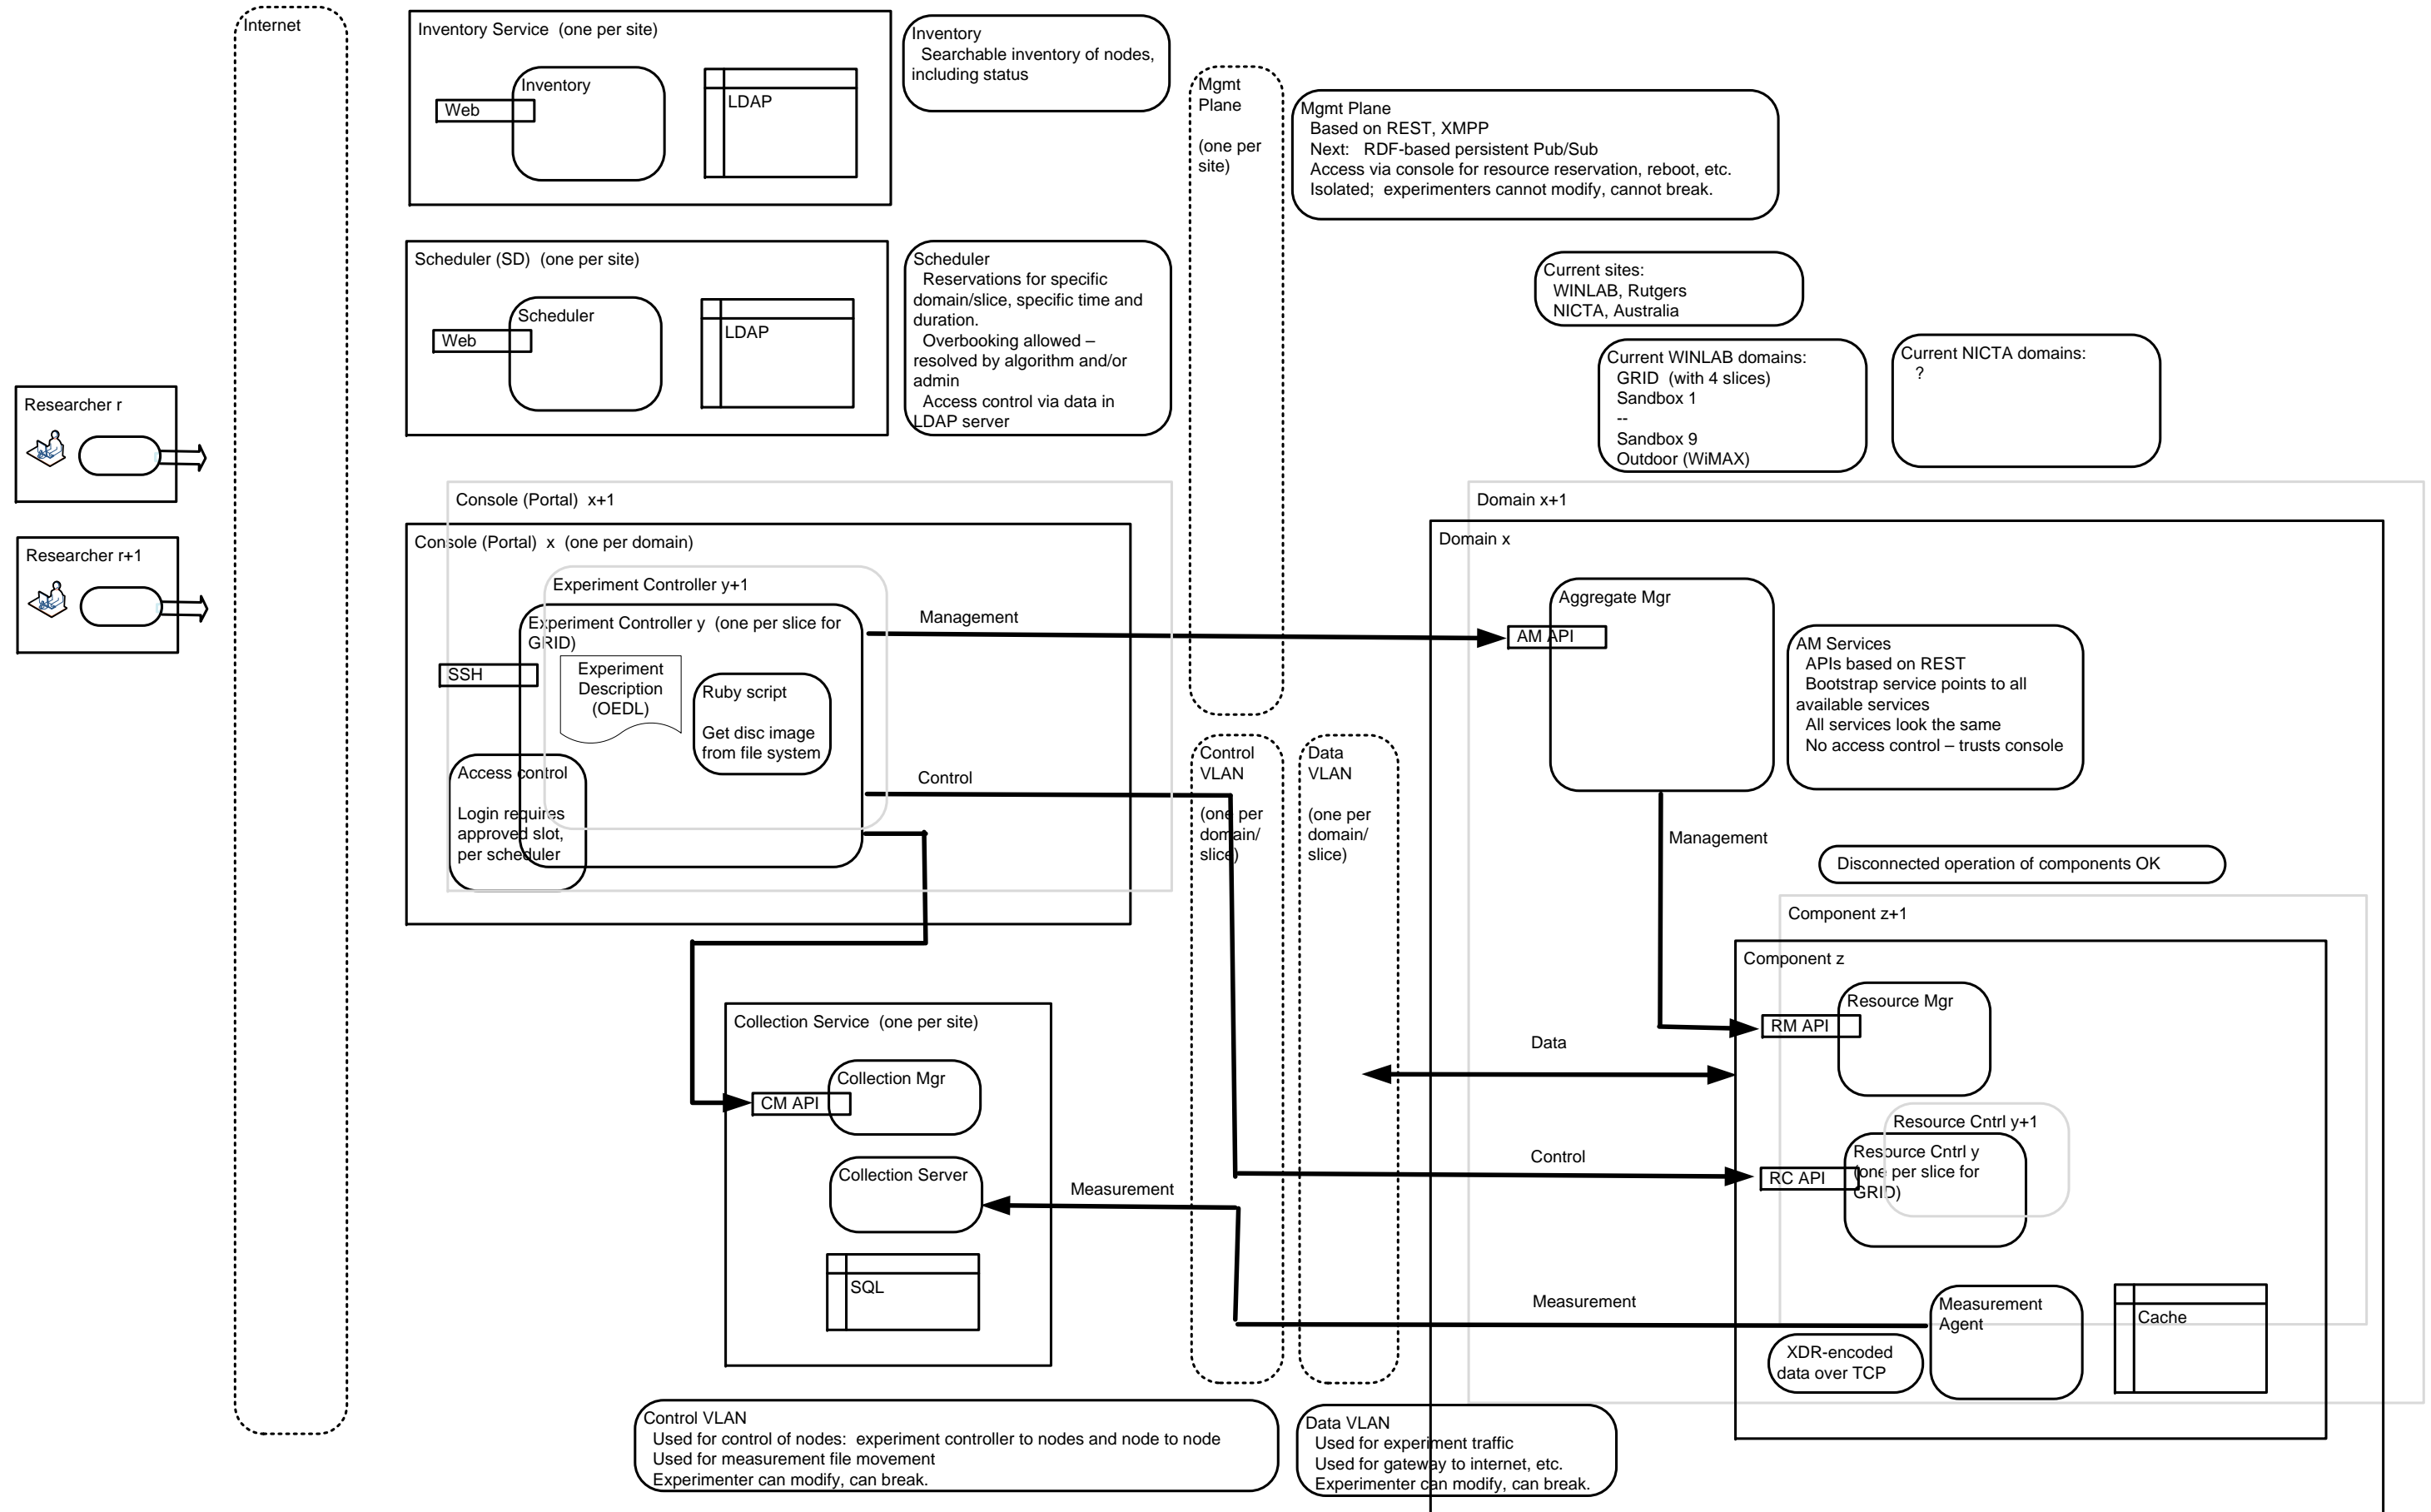 Internet
Inventory Service  (one per site)
Inventory
Web
LDAP
Inventory
Searchable inventory of nodes,
including status
Mgmt
Plane
(one per
site)
Mgmt Plane
Based on REST, XMPP
Next:   RDF-based persistent Pub/Sub
Access via console for resource reservation, reboot, etc.
Isolated;  experimenters cannot modify, cannot break.
Scheduler (SD)  (one per site)
Scheduler
Web
LDAP
Scheduler
Reservations for specific
domain/slice, specific time and
duration.
Overbooking allowed –
resolved by algorithm and/or
admin
Access control via data in
LDAP server
Current sites:
WINLAB, Rutgers
NICTA, Australia
Current WINLAB domains:
GRID  (with 4 slices)
Sandbox 1
--
Sandbox 9
Outdoor (WiMAX)
Current NICTA domains:
?
Researcher r
Researcher r+1
Console (Portal)  x+1
Console (Portal)  x  (one per domain)
Experiment Controller y+1
Experiment Controller y  (one per slice for
GRID)
SSH
Experiment
Description
(OEDL)
Ruby script
Get disc image
from file system
Access control
Login requires
approved slot,
per scheduler
Management
Control
Control
VLAN
(one per
domain/
slice)
Data
VLAN
(one per
domain/
slice)
Domain x+1
Domain x
Aggregate Mgr
AM API
AM Services
APIs based on REST
Bootstrap service points to all
available services
All services look the same
No access control – trusts console
Management
Disconnected operation of components OK
Component z+1
Component z
Resource Mgr
RM API
Data
Resource Cntrl y+1
Resource Cntrl y
(one per slice for
GRID)
RC API
Control
Collection Service  (one per site)
Collection Mgr
CM API
Collection Server
Measurement
SQL
Measurement
Measurement
Agent
Cache
XDR-encoded
data over TCP
Control VLAN
Used for control of nodes:  experiment controller to nodes and node to node
Used for measurement file movement
Experimenter can modify, can break.
Data VLAN
Used for experiment traffic
Used for gateway to internet, etc.
Experimenter can modify, can break.